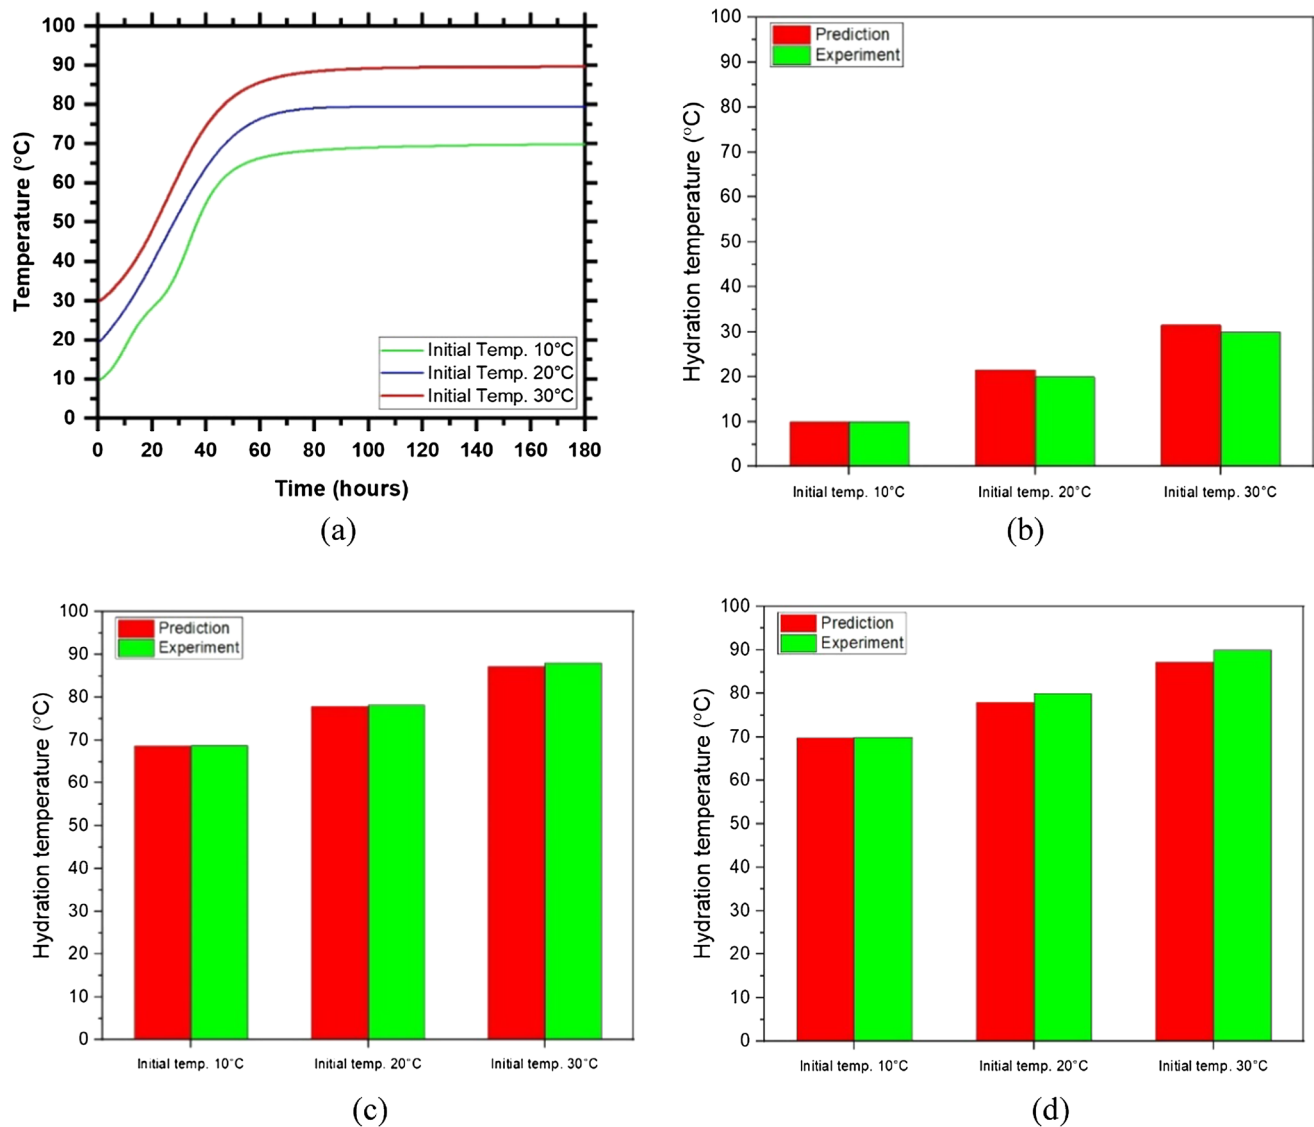 100
90
80
70
60
50
40
30
20
10
0
Temperature (°C)
Initial Temp. 10°C
Initial Temp. 20°C
Initial Temp. 30°C
0 20 40 60 80 100 120 140 160 180
Time (hours)
(a)
100
90
80
70
60
50
40
30
20
10
0
Hydration temperature (°C)
Prediction
Experiment
Initial temp. 10°C Initial temp. 20°C Initial temp. 30°C
(b)
100
90
80
70
60
50
40
30
20
10
0
Hydration temperature (°C)
Prediction
Experiment
Initial temp. 10°C Initial temp. 20°C Initial temp. 30°C
(c)
100
90
80
70
60
50
40
30
20
10
0
Hydration temperature (°C)
Prediction
Experiment
Initial temp. 10°C Initial temp. 20°C Initial temp. 30°C
(d)